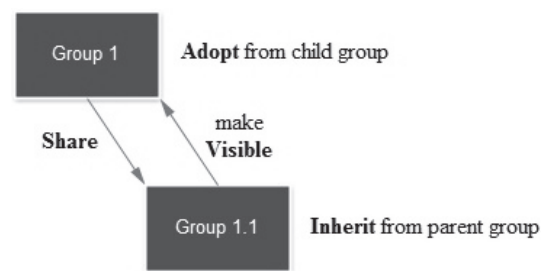 Group 1
Adopt from child group
Share
make
Visible
Group 1.1
Inherit from parent group